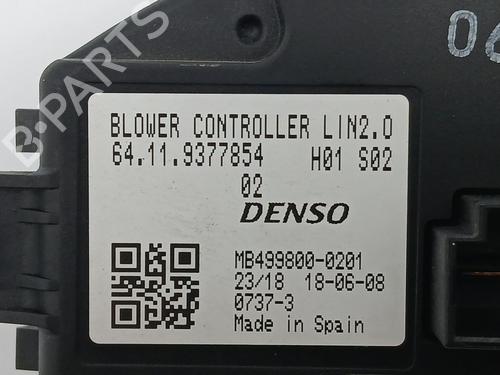 06
BLOWER CONTROLLER LIN2.0
64.11.9377854 H01 S02
02
DENSO
MB499800-0201
23/18 18-06-08
0737-3
Made in Spain
B-PARTS